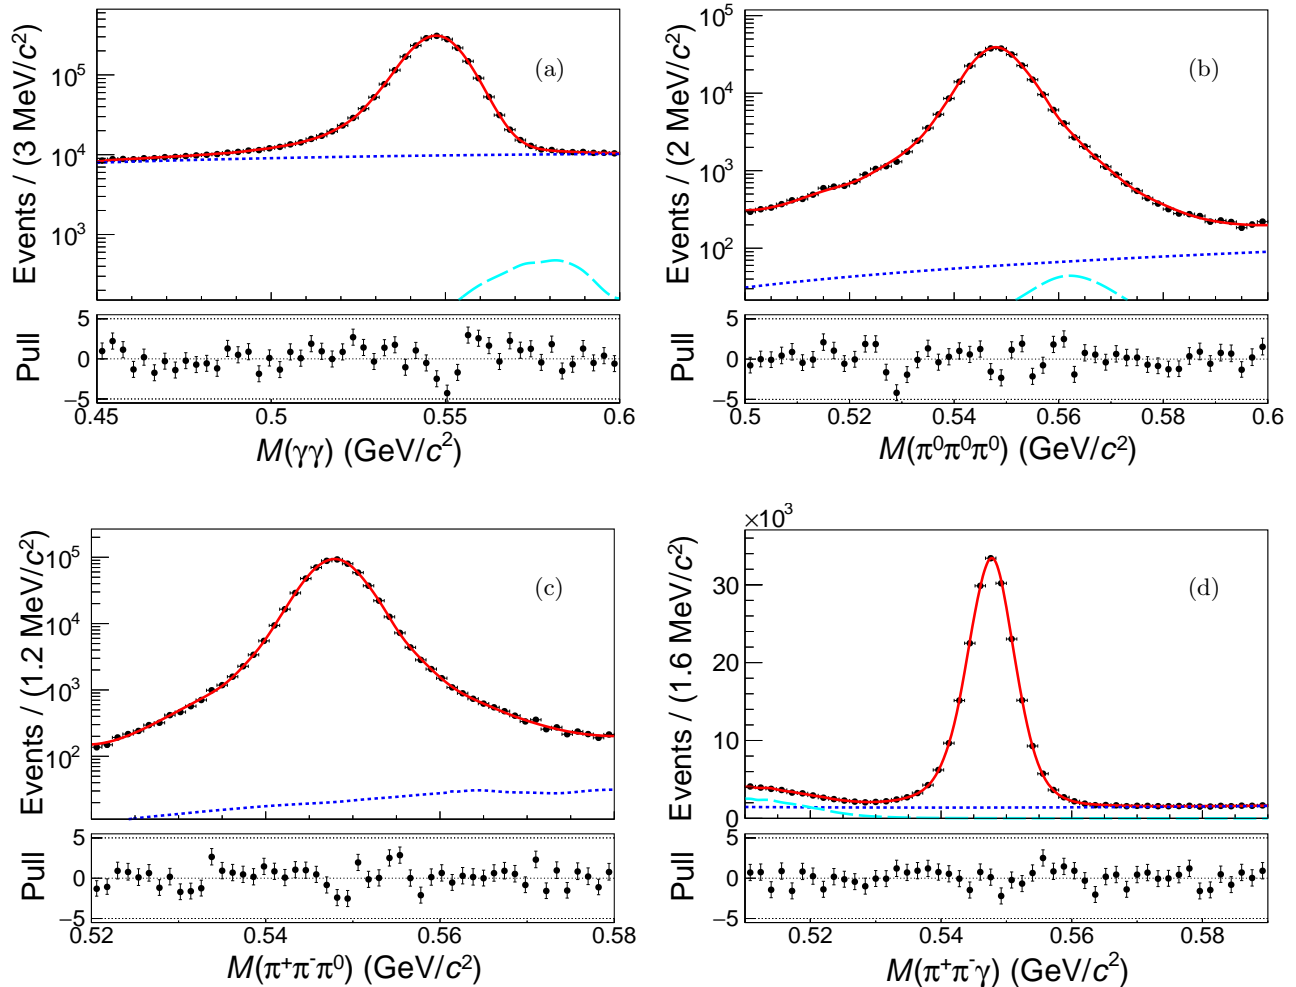 Events / (3 MeV/c²)
10⁵
10⁴
10³
(a)
Pull
5
0
−5
0.45 0.5 0.55 0.6
M(γγ) (GeV/c²)
Events / (2 MeV/c²)
10⁵
10⁴
10³
10²
(b)
Pull
5
0
−5
0.5 0.52 0.54 0.56 0.58 0.6
M(π⁰π⁰π⁰) (GeV/c²)
Events / (1.2 MeV/c²)
10⁵
10⁴
10³
10²
(c)
Pull
5
0
−5
0.52 0.54 0.56 0.58
M(π⁺π⁻π⁰) (GeV/c²)
×10³
Events / (1.6 MeV/c²)
30
20
10
0
(d)
Pull
5
0
−5
0.52 0.54 0.56 0.58
M(π⁺π⁻γ) (GeV/c²)